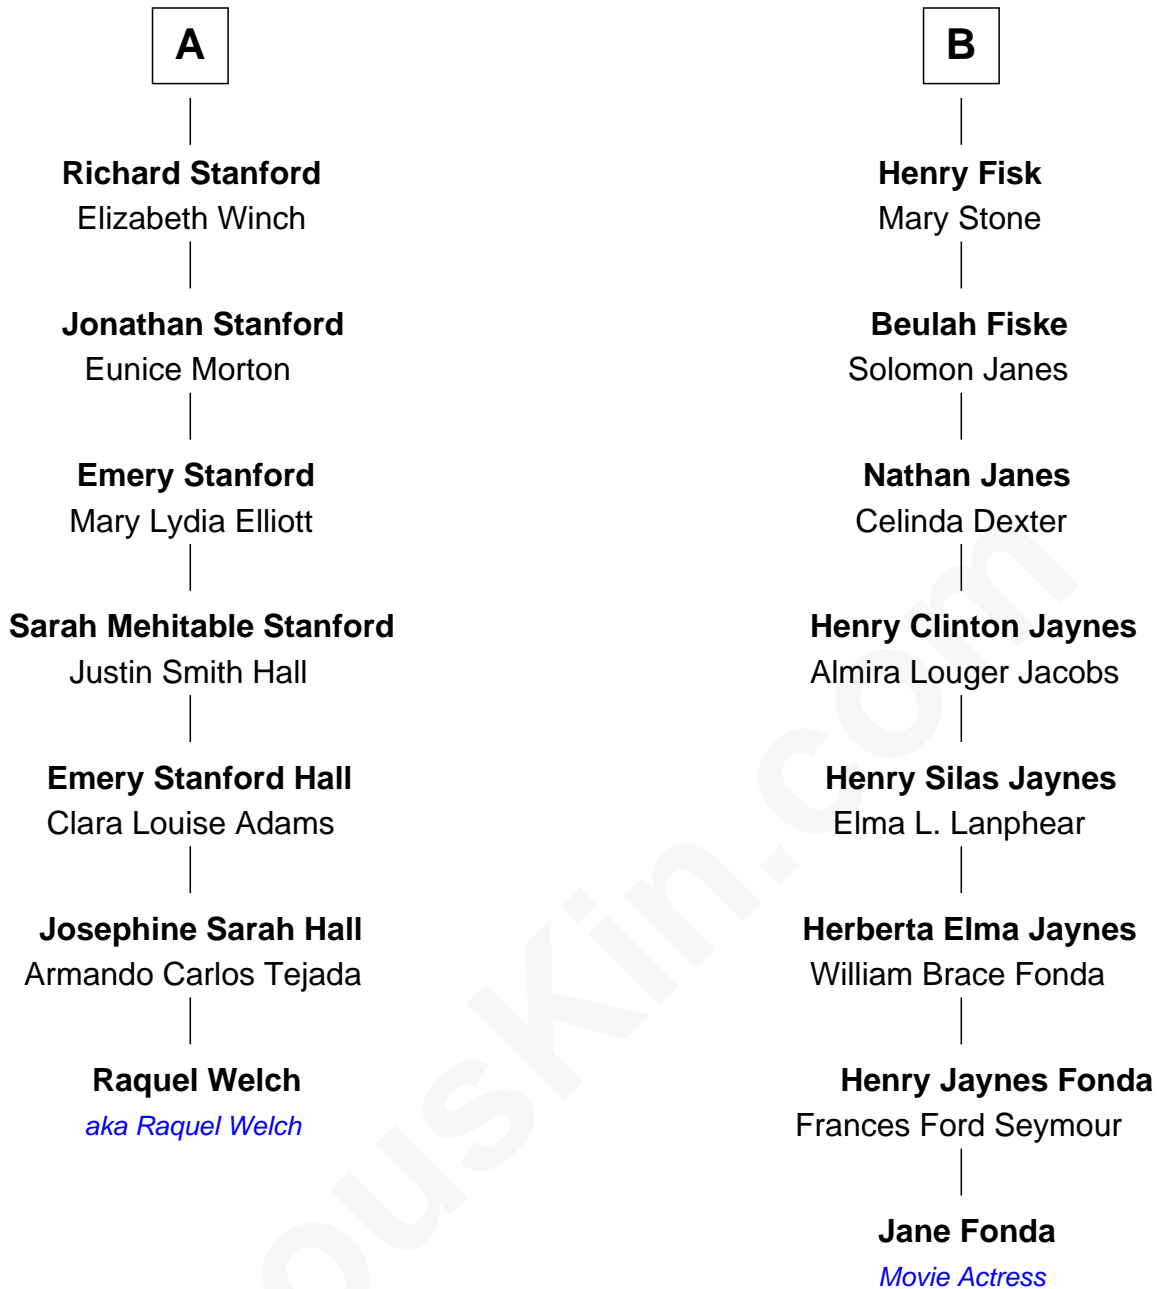 A
Richard Stanford
Elizabeth Winch
Jonathan Stanford
Eunice Morton
Emery Stanford
Mary Lydia Elliott
Sarah Mehitable Stanford
Justin Smith Hall
Emery Stanford Hall
Clara Louise Adams
Josephine Sarah Hall
Armando Carlos Tejada
Raquel Welch
aka Raquel Welch
B
Henry Fisk
Mary Stone
Beulah Fiske
Solomon Janes
Nathan Janes
Celinda Dexter
Henry Clinton Jaynes
Almira Louger Jacobs
Henry Silas Jaynes
Elma L. Lanphear
Herberta Elma Jaynes
William Brace Fonda
Henry Jaynes Fonda
Frances Ford Seymour
Jane Fonda
Movie Actress
ousKin.com